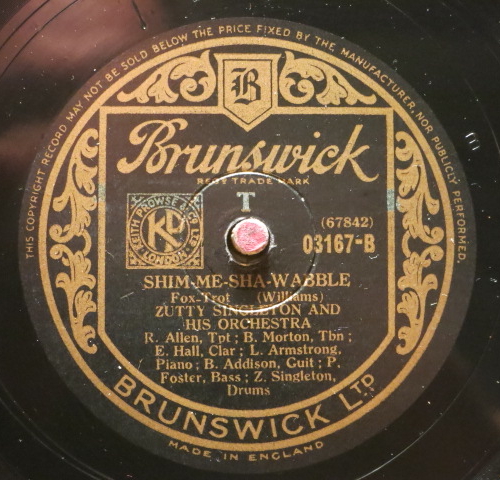 THIS COPYRIGHT RECORD MAY NOT BE SOLD BELOW THE PRICE FIXED BY THE MANUFACTURER, NOR PUBLICLY PERFORMED.
B
Brunswick
REGD TRADE MARK
T
KEITH PROWSE & CO LTD
KP
LONDON
(67842)
03167-B
SHIM-ME-SHA-WABBLE
Fox-Trot (Williams)
ZUTTY SINGLETON AND
HIS ORCHESTRA
R. Allen, Tpt ; B. Morton, Tbn ;
E. Hall, Clar ; L. Armstrong,
Piano ; B. Addison, Guit ; P.
Foster, Bass ; Z. Singleton,
Drums
BRUNSWICK LTD
MADE IN ENGLAND